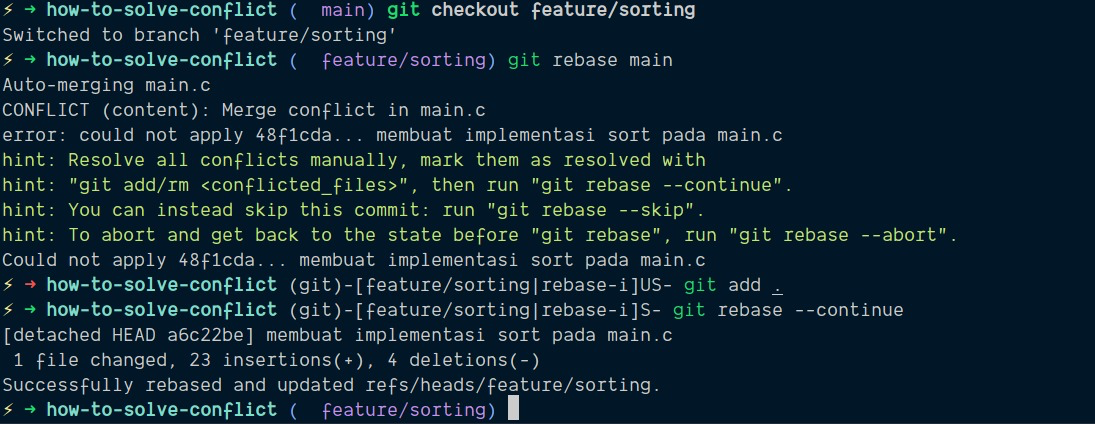 ⚡ ➜ how-to-solve-conflict ( main) git checkout feature/sorting
Switched to branch 'feature/sorting'
⚡ ➜ how-to-solve-conflict ( feature/sorting) git rebase main
Auto-merging main.c
CONFLICT (content): Merge conflict in main.c
error: could not apply 48f1cda... membuat implementasi sort pada main.c
hint: Resolve all conflicts manually, mark them as resolved with
hint: "git add/rm <conflicted_files>", then run "git rebase --continue".
hint: You can instead skip this commit: run "git rebase --skip".
hint: To abort and get back to the state before "git rebase", run "git rebase --abort".
Could not apply 48f1cda... membuat implementasi sort pada main.c
⚡ ➜ how-to-solve-conflict (git)-[feature/sorting|rebase-i]US- git add .
⚡ ➜ how-to-solve-conflict (git)-[feature/sorting|rebase-i]S- git rebase --continue
[detached HEAD a6c22be] membuat implementasi sort pada main.c
 1 file changed, 23 insertions(+), 4 deletions(-)
Successfully rebased and updated refs/heads/feature/sorting.
⚡ ➜ how-to-solve-conflict ( feature/sorting)